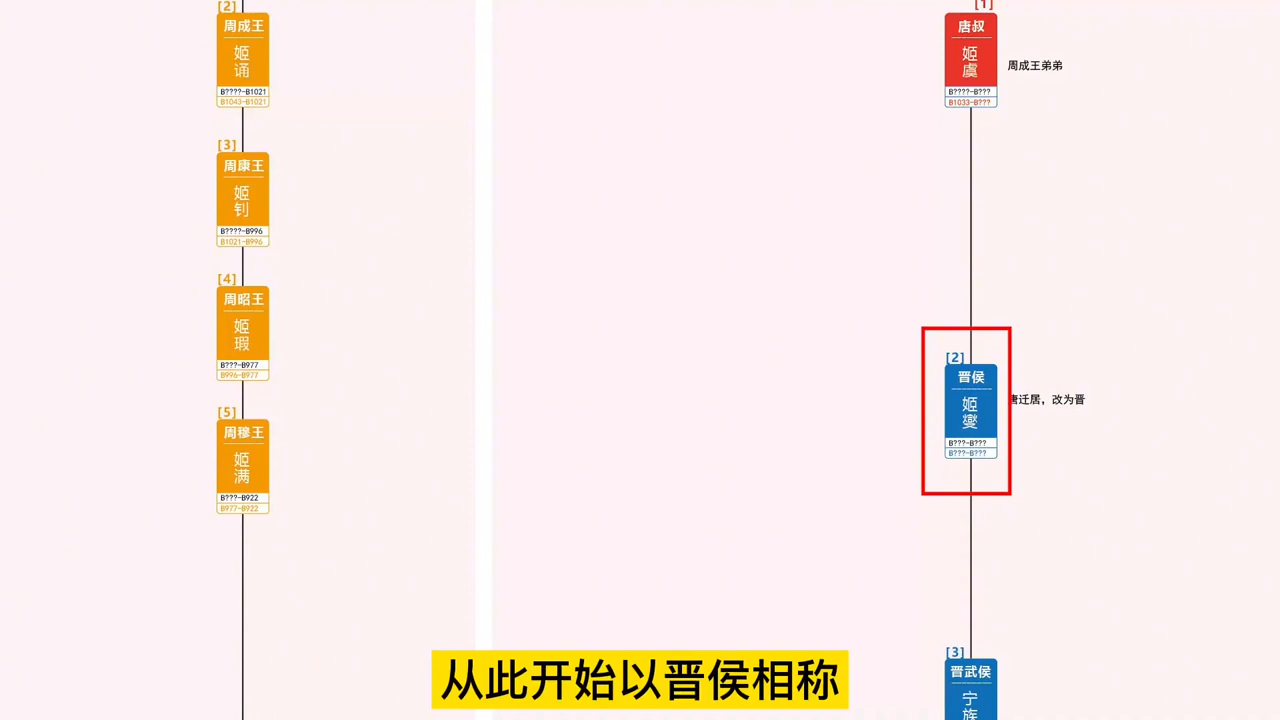 [2]
周成王
姬
诵
B????-B1021
B1043-B1021
[3]
周康王
姬
钊
B????-B996
B1021-B996
[4]
周昭王
姬
瑕
B???-B977
B996-B977
[5]
周穆王
姬
满
B???-B922
B977-B922
[1]
唐叔
姬
虞
B????-B???
B1033-B???
周成王弟弟
[2]
晋侯
姬
燮
B???-B???
B???-B???
唐迁居，改为晋
[3]
晋武侯
宁
族
从此开始以晋侯相称